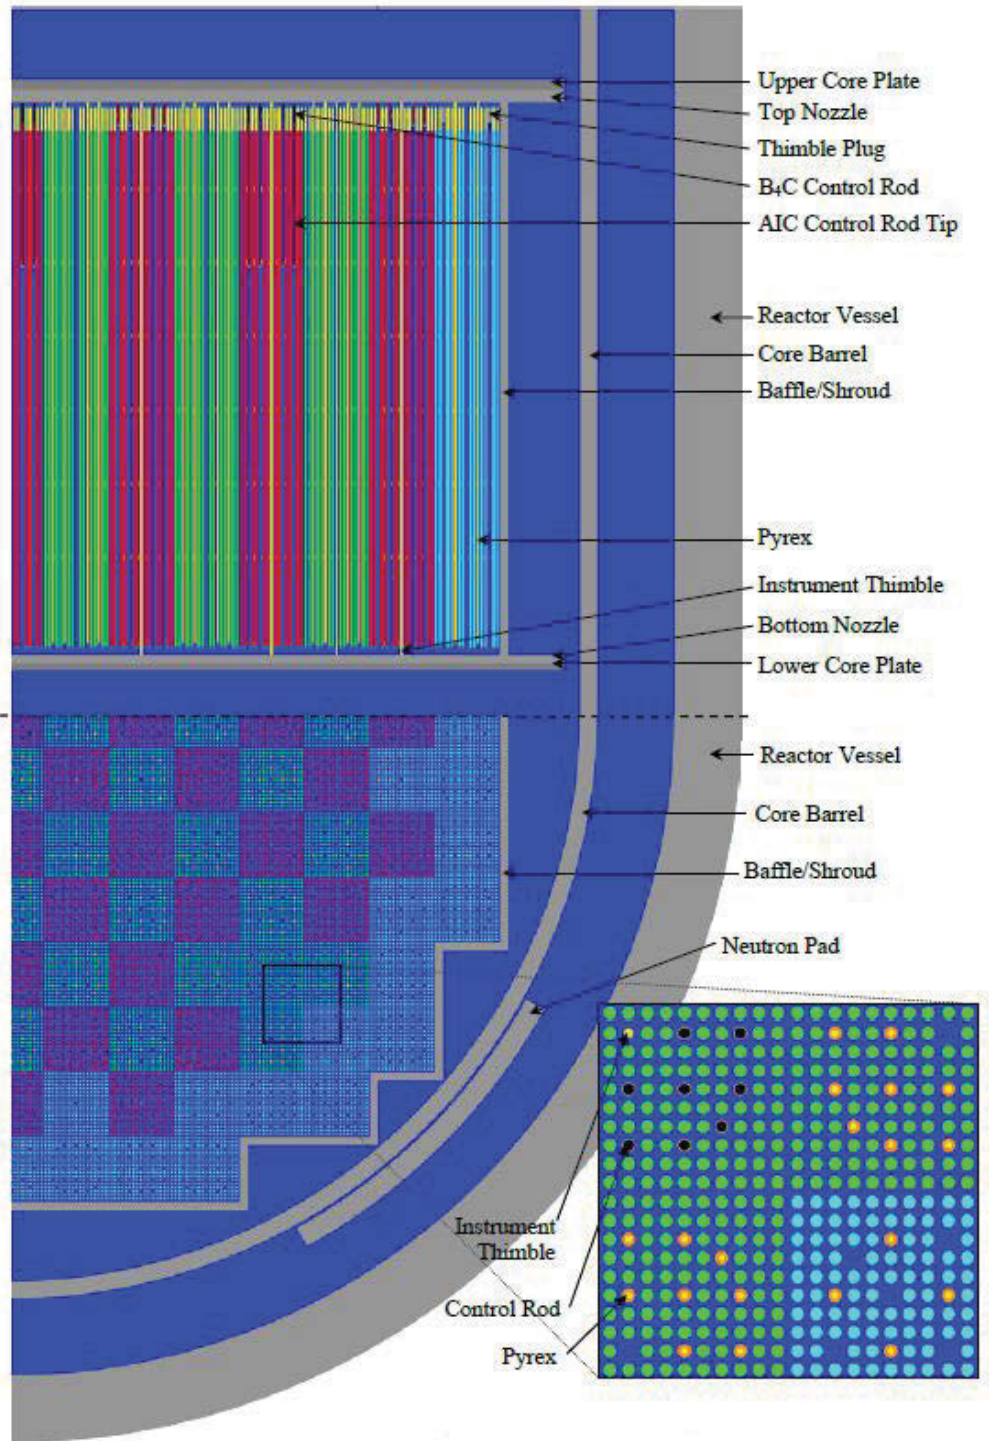 Upper Core Plate
Top Nozzle
Thimble Plug
B₄C Control Rod
AIC Control Rod Tip
Reactor Vessel
Core Barrel
Baffle/Shroud
Pyrex
Instrument Thimble
Bottom Nozzle
Lower Core Plate
Reactor Vessel
Core Barrel
Baffle/Shroud
Neutron Pad
Instrument
Thimble
Control Rod
Pyrex